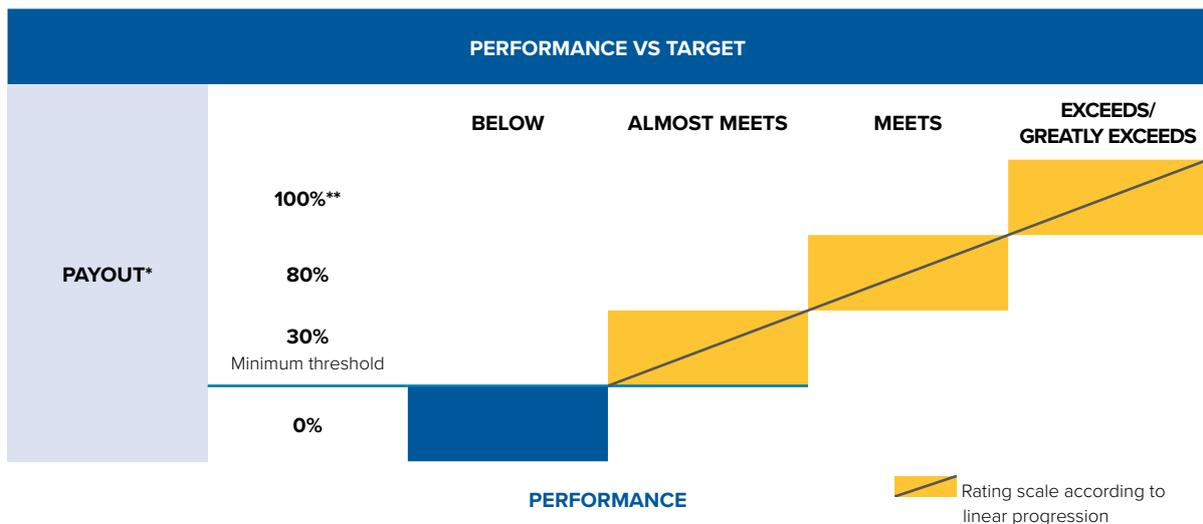 PERFORMANCE VS TARGET
BELOW
ALMOST MEETS
MEETS
EXCEEDS/
GREATLY EXCEEDS
100%**
PAYOUT*
80%
30%
Minimum threshold
0%
PERFORMANCE
Rating scale according to
linear progression